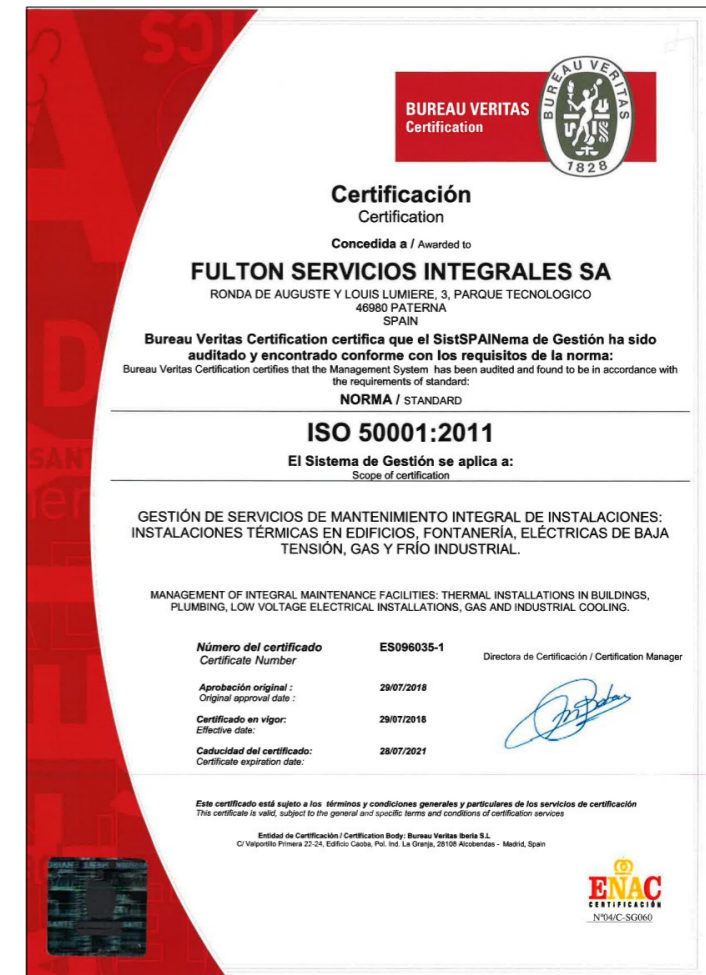 BUREAU VERITAS
Certification
BUREAU VERITAS
1828
Certificación
Certification
Concedida a / Awarded to
FULTON SERVICIOS INTEGRALES SA
RONDA DE AUGUSTE Y LOUIS LUMIERE, 3, PARQUE TECNOLOGICO
46980 PATERNA
SPAIN
Bureau Veritas Certification certifica que el SistSPAINema de Gestión ha sido
auditado y encontrado conforme con los requisitos de la norma:
Bureau Veritas Certification certifies that the Management System has been audited and found to be in accordance with
the requirements of standard:
NORMA / STANDARD
ISO 50001:2011
El Sistema de Gestión se aplica a:
Scope of certification
GESTIÓN DE SERVICIOS DE MANTENIMIENTO INTEGRAL DE INSTALACIONES:
INSTALACIONES TÉRMICAS EN EDIFICIOS, FONTANERÍA, ELÉCTRICAS DE BAJA
TENSIÓN, GAS Y FRÍO INDUSTRIAL.
MANAGEMENT OF INTEGRAL MAINTENANCE FACILITIES: THERMAL INSTALLATIONS IN BUILDINGS,
PLUMBING, LOW VOLTAGE ELECTRICAL INSTALLATIONS, GAS AND INDUSTRIAL COOLING.
Número del certificado ES096035-1
Certificate Number
Directora de Certificación / Certification Manager
Aprobación original : 29/07/2018
Original approval date :
Certificado en vigor: 29/07/2018
Effective date:
Caducidad del certificado: 28/07/2021
Certificate expiration date:
Este certificado está sujeto a los términos y condiciones generales y particulares de los servicios de certificación
This certificate is valid, subject to the general and specific terms and conditions of certification services
Entidad de Certificación / Certification Body: Bureau Veritas Iberia S.L
C/ Valportillo Primera 22-24, Edificio Caoba, Pol. Ind. La Granja, 28108 Alcobendas - Madrid, Spain
ENAC
CERTIFICACIÓN
Nº04/C-SG060